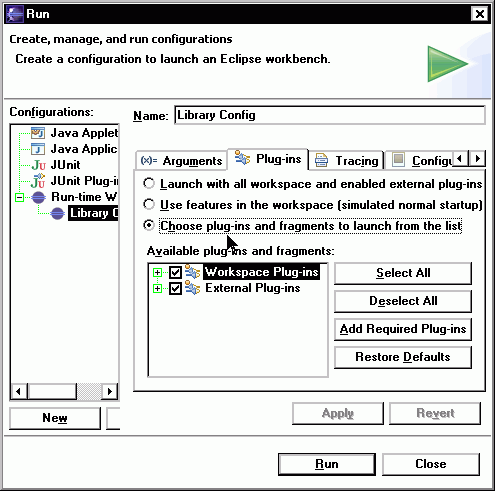 Run
Create, manage, and run configurations
Create a configuration to launch an Eclipse workbench.
Configurations:
Java Applet
Java Applic
JUnit
JUnit Plug-in
Run-time W
Library C
New
Name: Library Config
(x)= Arguments Plug-ins Tracing Configu
Launch with all workspace and enabled external plug-ins
Use features in the workspace (simulated normal startup)
Choose plug-ins and fragments to launch from the list
Available plug-ins and fragments:
Workspace Plug-ins
External Plug-ins
Select All
Deselect All
Add Required Plug-ins
Restore Defaults
Apply Revert
Run Close